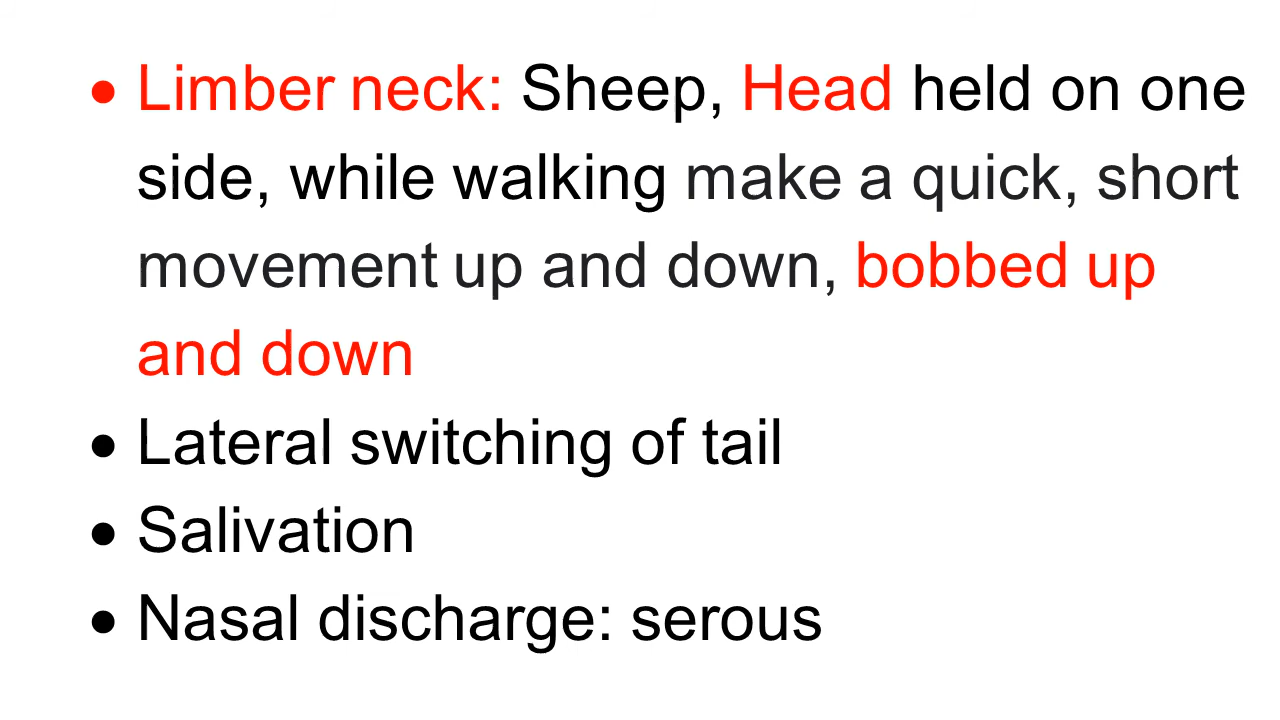 • Limber neck: Sheep, Head held on one
side, while walking make a quick, short
movement up and down, bobbed up
and down
• Lateral switching of tail
• Salivation
• Nasal discharge: serous